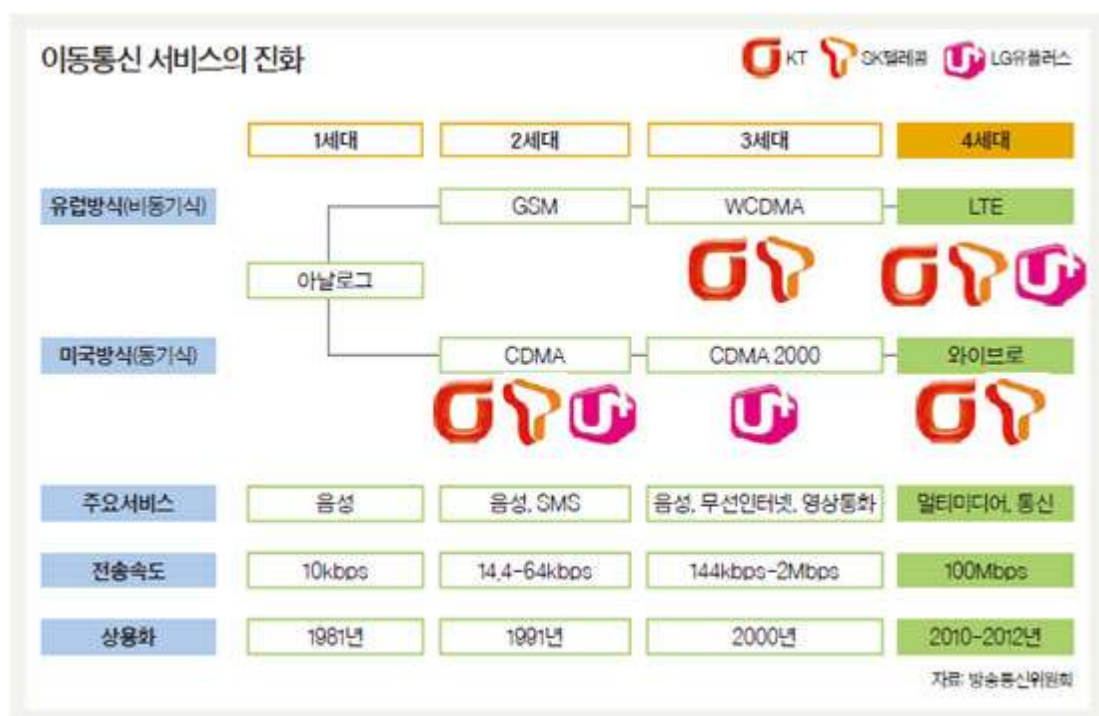 이동통신 서비스의 진화
KT SK텔레콤 U+ LG유플러스
1세대 2세대 3세대 4세대
유럽방식(비동기식) GSM WCDMA LTE
아날로그
U+
미국방식(동기식) CDMA CDMA 2000 와이브로
U+ U+
주요서비스 음성 음성, SMS 음성, 무선인터넷, 영상통화 멀티미디어, 통신
전송속도 10kbps 14.4-64kbps 144kbps-2Mbps 100Mbps
상용화 1981년 1991년 2000년 2010-2012년
자료: 방송통신위원회